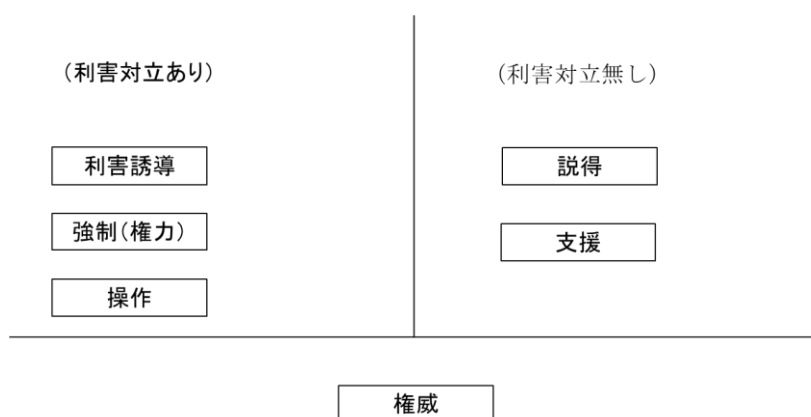 (利害対立あり)
(利害対立無し)
利害誘導
説得
強制(権力)
支援
操作
権威